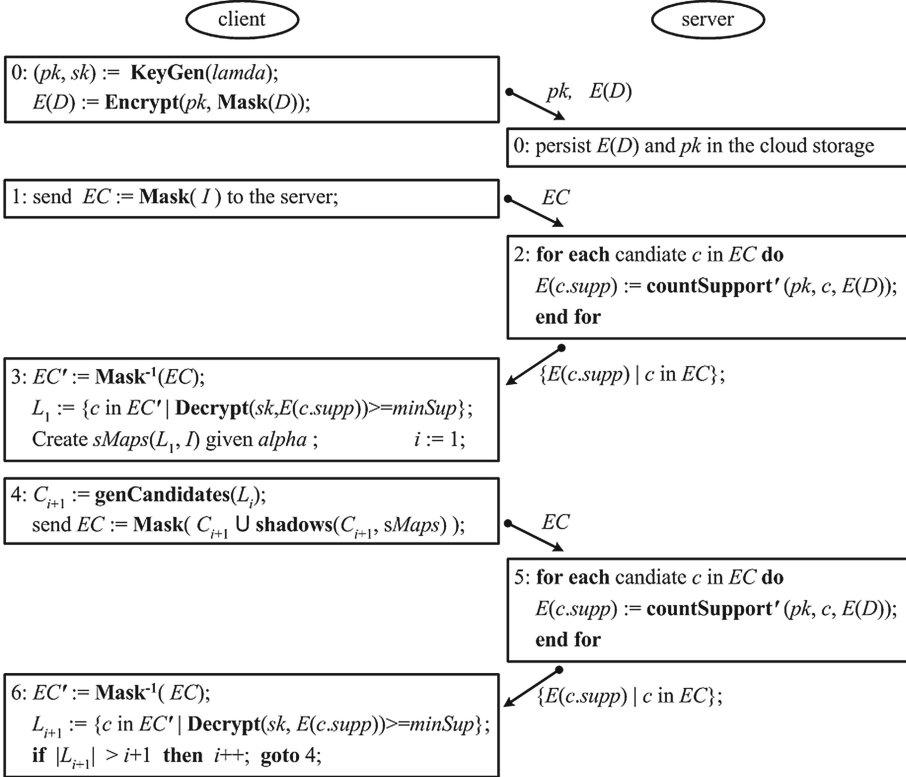 client
server
0: (pk, sk) := KeyGen(lamda);
E(D) := Encrypt(pk, Mask(D));
pk, E(D)
0: persist E(D) and pk in the cloud storage
1: send EC := Mask( I ) to the server;
EC
2: for each candiate c in EC do
E(c.supp) := countSupport′ (pk, c, E(D));
end for
{E(c.supp) | c in EC};
3: EC′ := Mask⁻¹(EC);
L₁ := {c in EC′ | Decrypt(sk,E(c.supp))>=minSup};
Create sMaps(L₁, I) given alpha ; i := 1;
4: Cᵢ₊₁ := genCandidates(Lᵢ);
send EC := Mask( Cᵢ₊₁ ∪ shadows(Cᵢ₊₁, sMaps) );
EC
5: for each candiate c in EC do
E(c.supp) := countSupport′ (pk, c, E(D));
end for
{E(c.supp) | c in EC};
6: EC′ := Mask⁻¹( EC);
Lᵢ₊₁ := {c in EC′ | Decrypt(sk, E(c.supp))>=minSup};
if |Lᵢ₊₁| > i+1 then i++; goto 4;